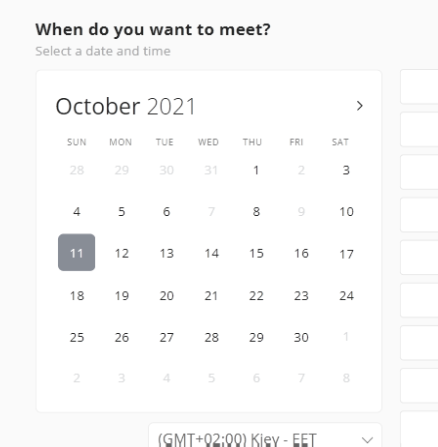 When do you want to meet?
Select a date and time
October 2021
SUN MON TUE WED THU FRI SAT
28 29 30 31 1 2 3
4 5 6 7 8 9 10
11 12 13 14 15 16 17
18 19 20 21 22 23 24
25 26 27 28 29 30 1
2 3 4 5 6 7 8
(GMT+02:00) Kiev - EET